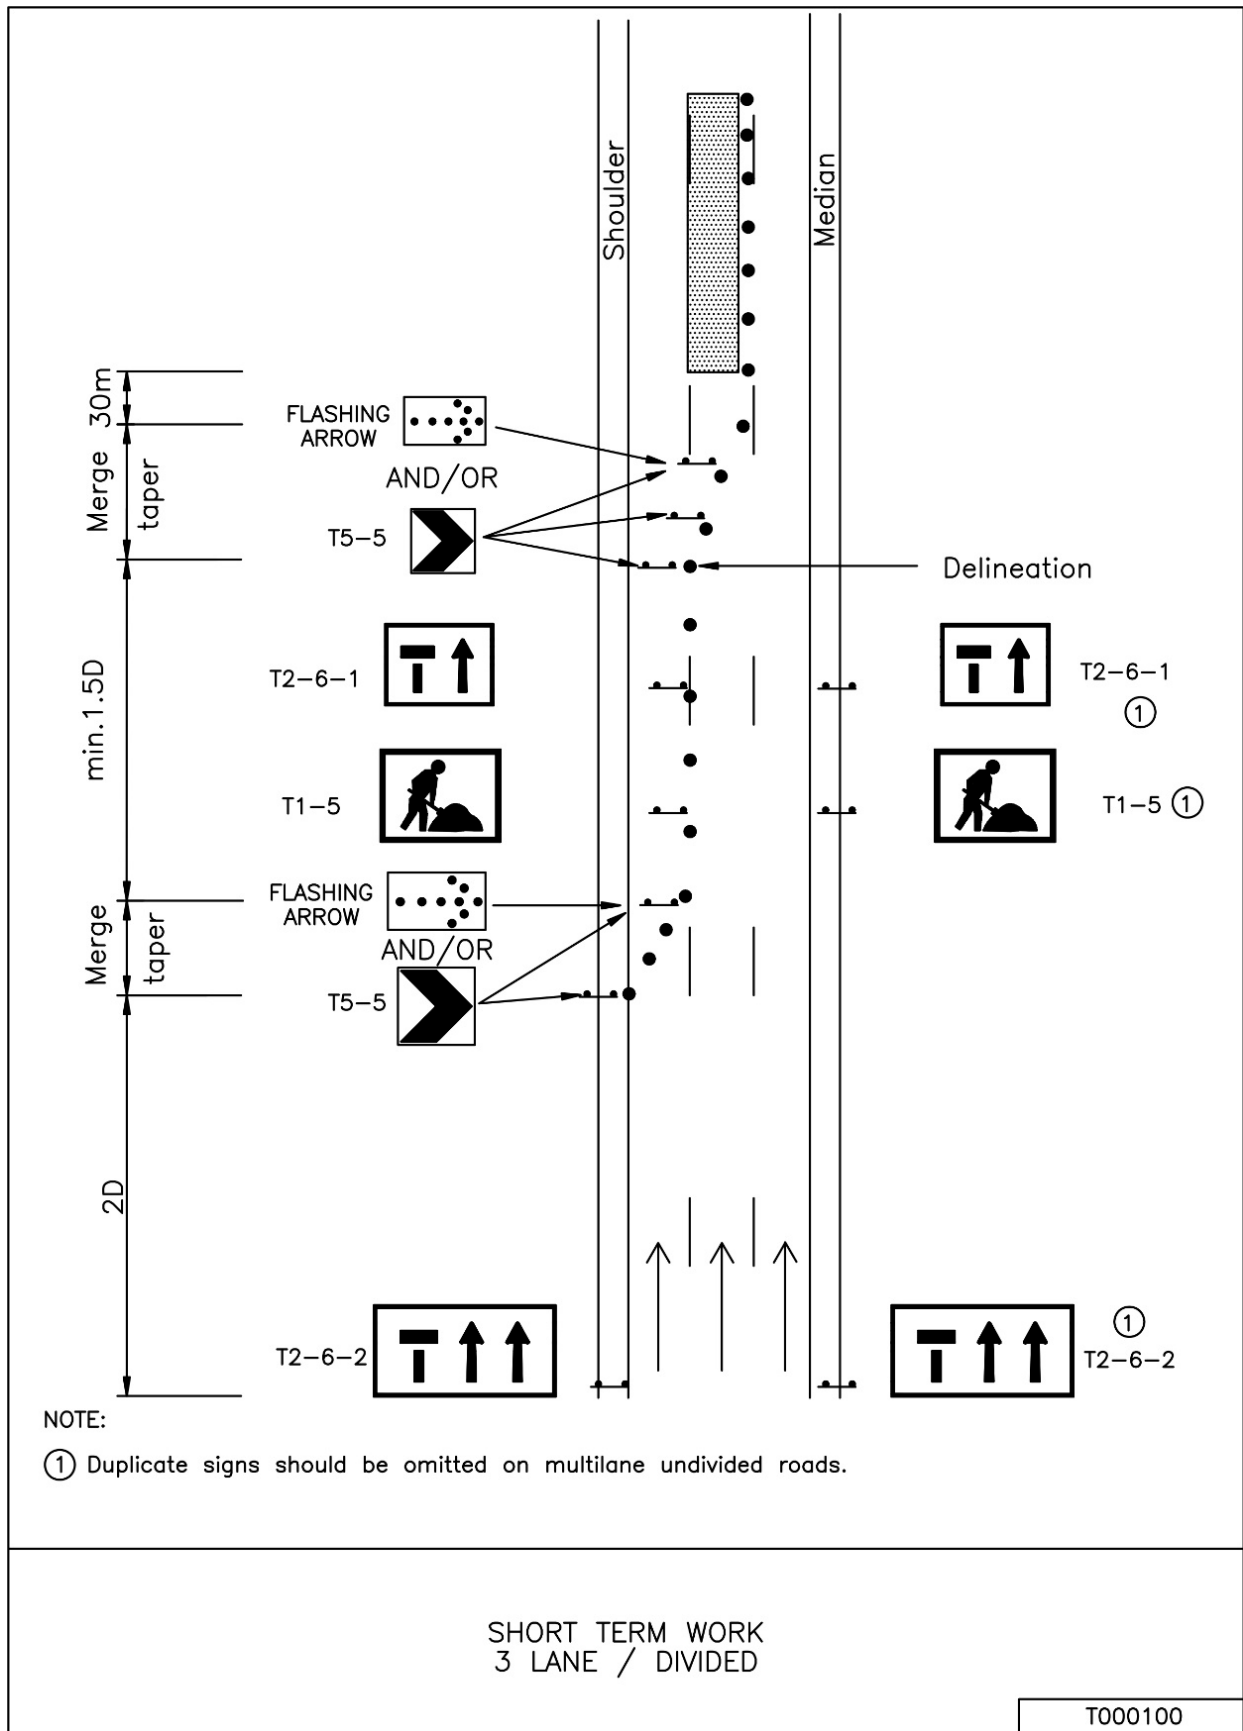 Shoulder
Median
30m
FLASHING
ARROW
AND/OR
Merge
taper
T5-5
Delineation
min.1.5D
T2-6-1
T2-6-1
1
T1-5
T1-5 1
FLASHING
ARROW
AND/OR
Merge
taper
T5-5
2D
1
T2-6-2
T2-6-2
NOTE:
1 Duplicate signs should be omitted on multilane undivided roads.
SHORT TERM WORK
3 LANE / DIVIDED
T000100